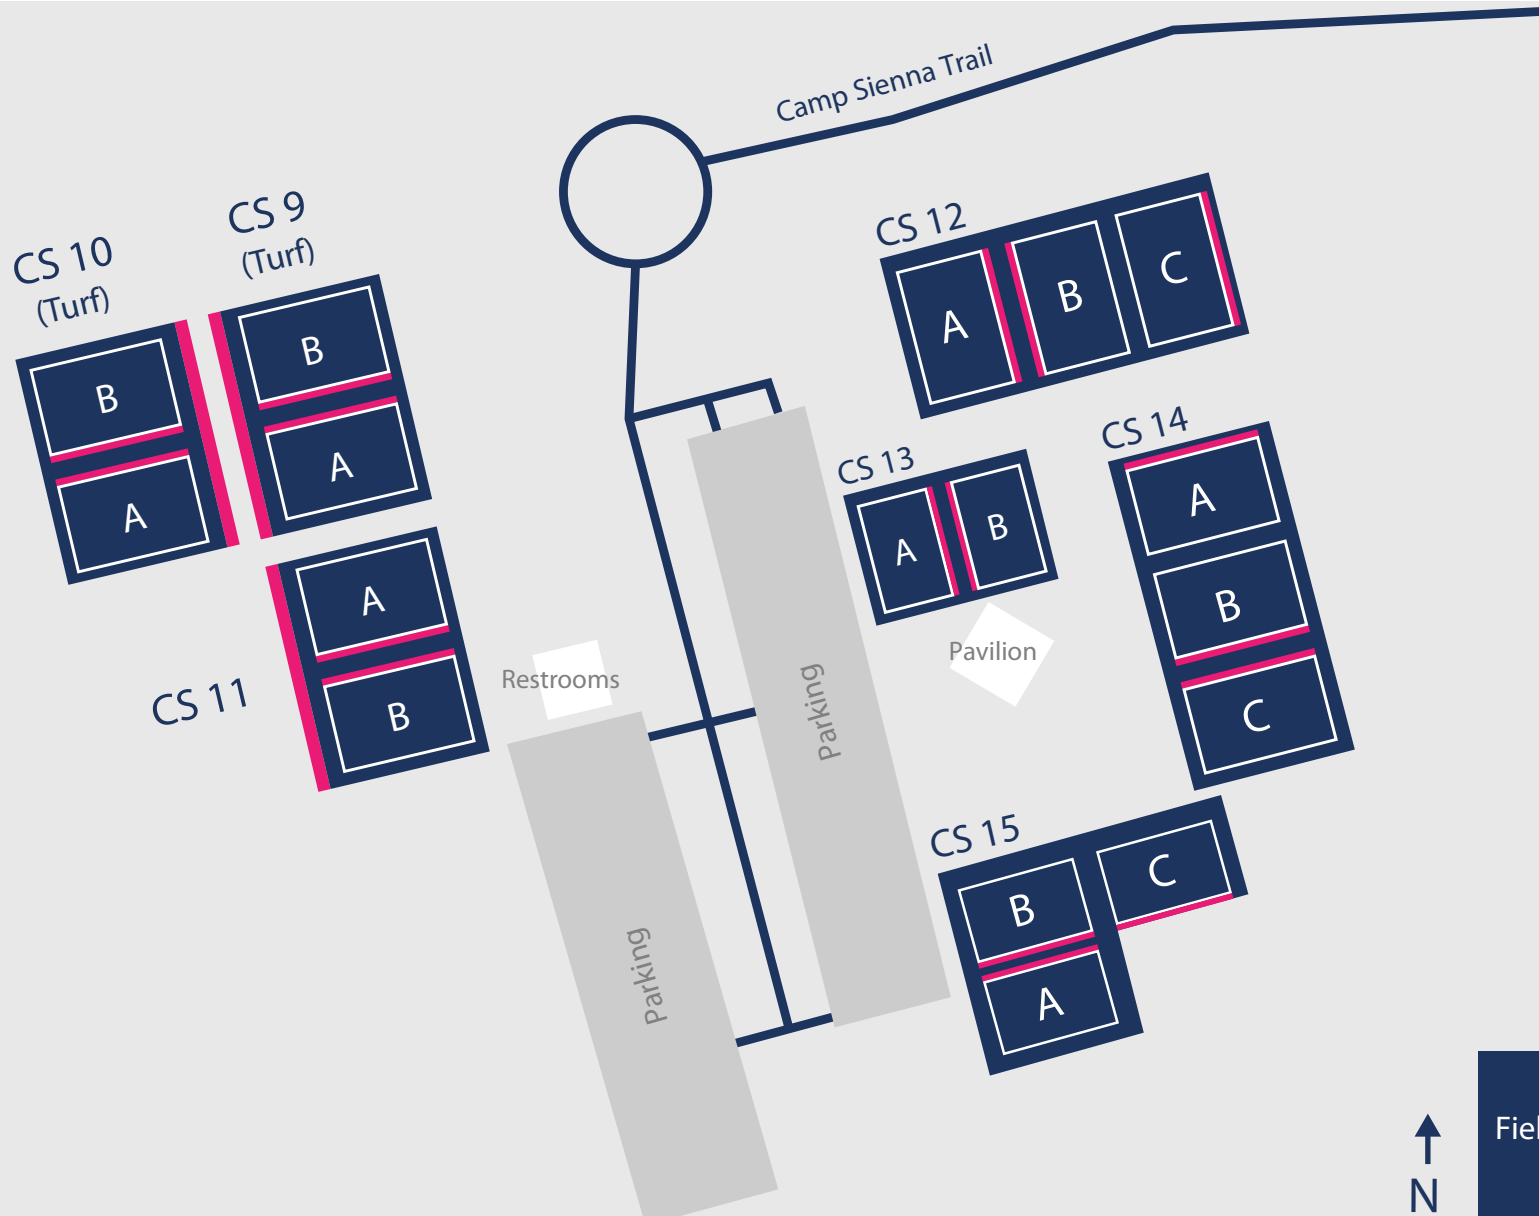 Camp Sienna Trail
CS 9
(Turf)
B
A
CS 10
(Turf)
B
A
CS 11
A
B
CS 12
A
B
C
CS 13
A
B
CS 14
A
B
C
Pavilion
Restrooms
Parking
Parking
CS 15
B
C
A
N
Fiel